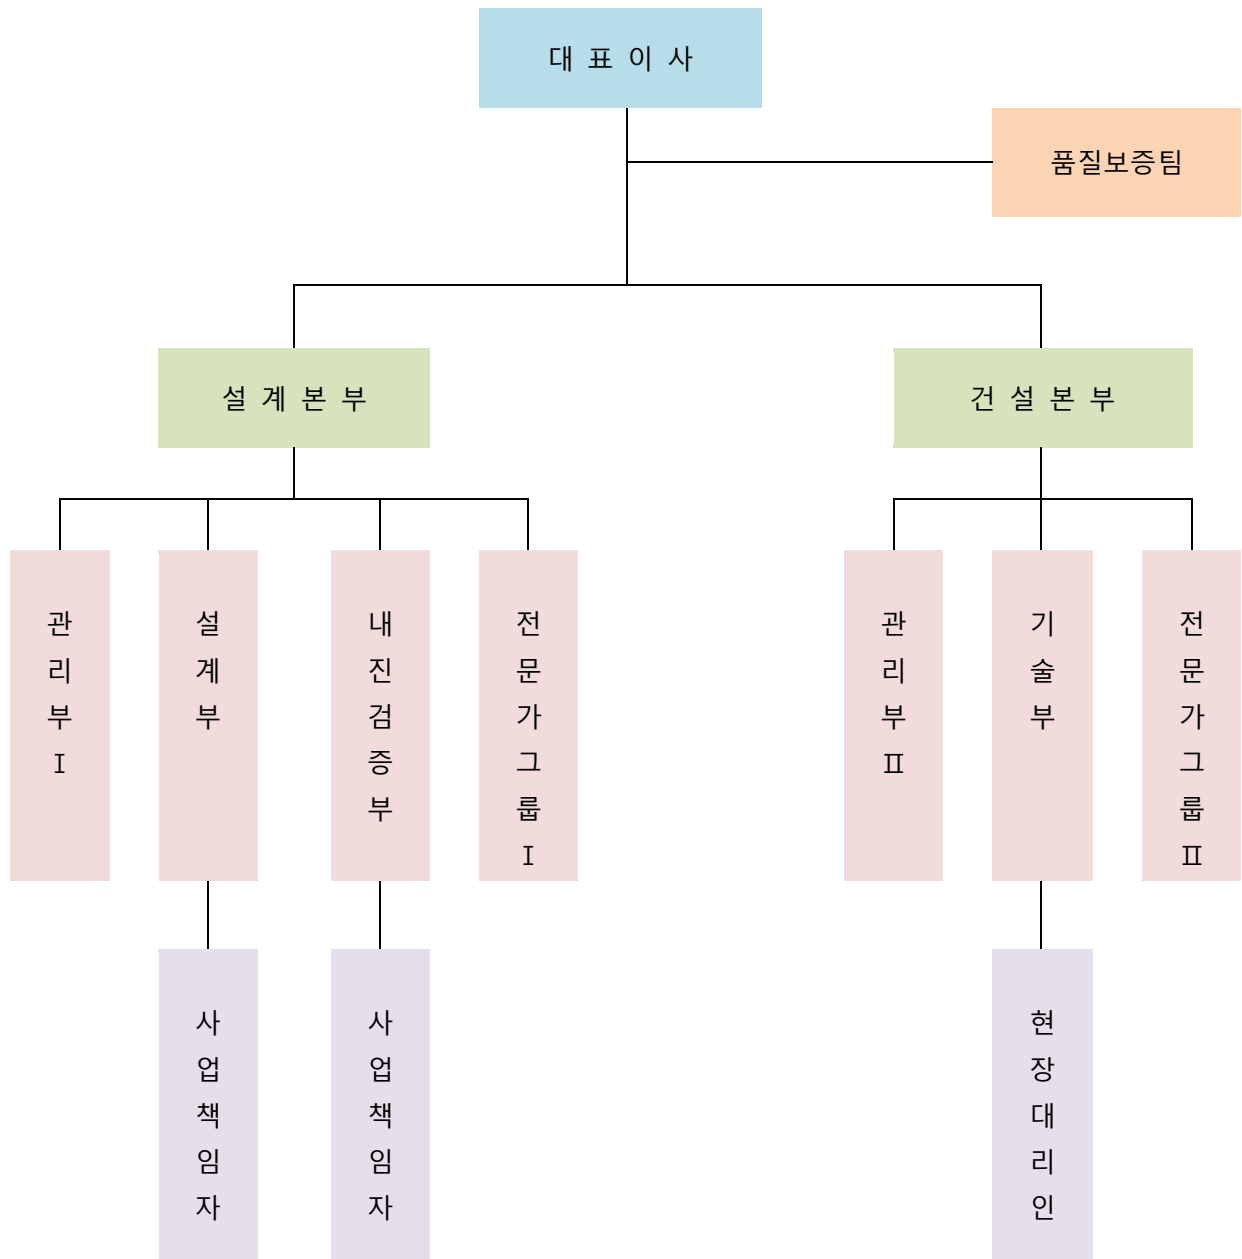 대 표 이 사
품질보증팀
설 계 본 부
건 설 본 부
관리부Ⅰ
설계부
내진검증부
전문가그룹Ⅰ
관리부Ⅱ
기술부
전문가그룹Ⅱ
사업책임자
사업책임자
현장대리인